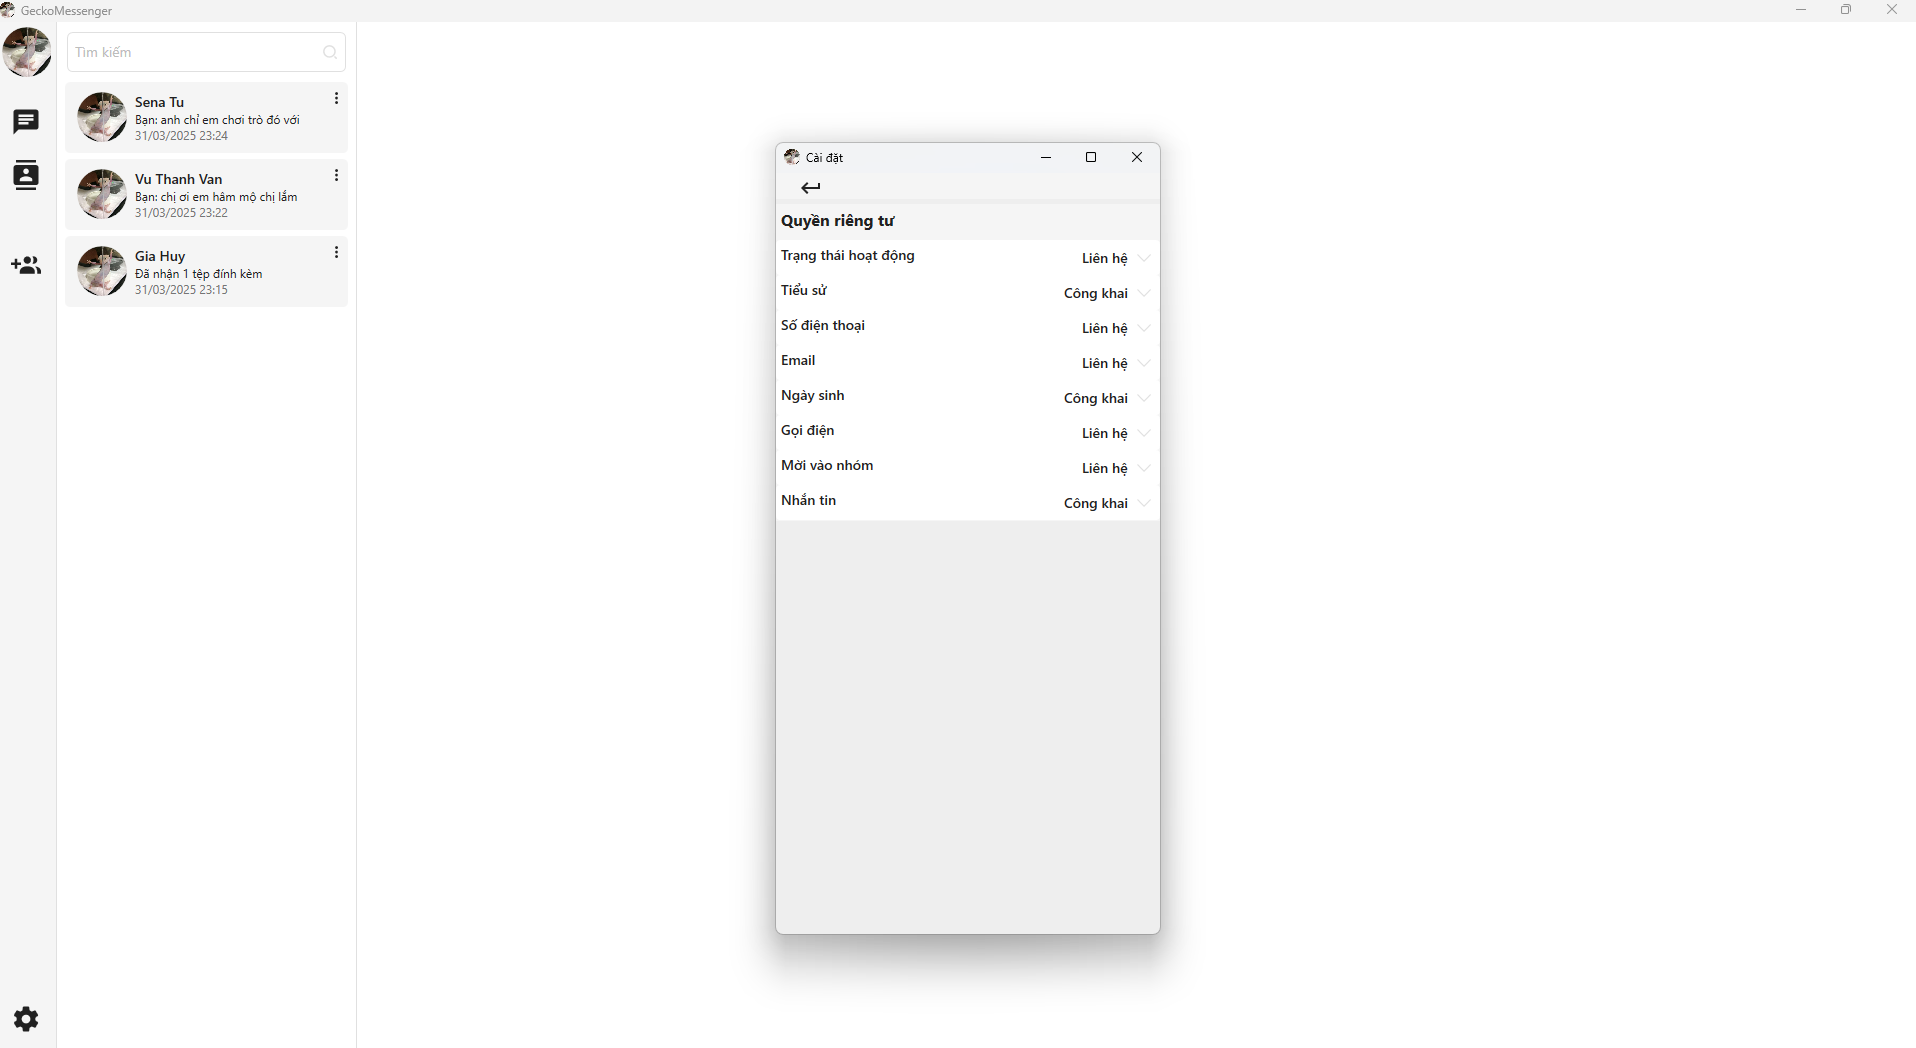 GeckoMessenger
Tìm kiếm
Sena Tu
Bạn: anh chỉ em chơi trò đó với
31/03/2025 23:24
Vu Thanh Van
Bạn: chị ơi em hâm mộ chị lắm
31/03/2025 23:22
Gia Huy
Đã nhận 1 tệp đính kèm
31/03/2025 23:15
Cài đặt
Quyền riêng tư
Trạng thái hoạt động Liên hệ
Tiểu sử Công khai
Số điện thoại Liên hệ
Email Liên hệ
Ngày sinh Công khai
Gọi điện Liên hệ
Mời vào nhóm Liên hệ
Nhắn tin Công khai